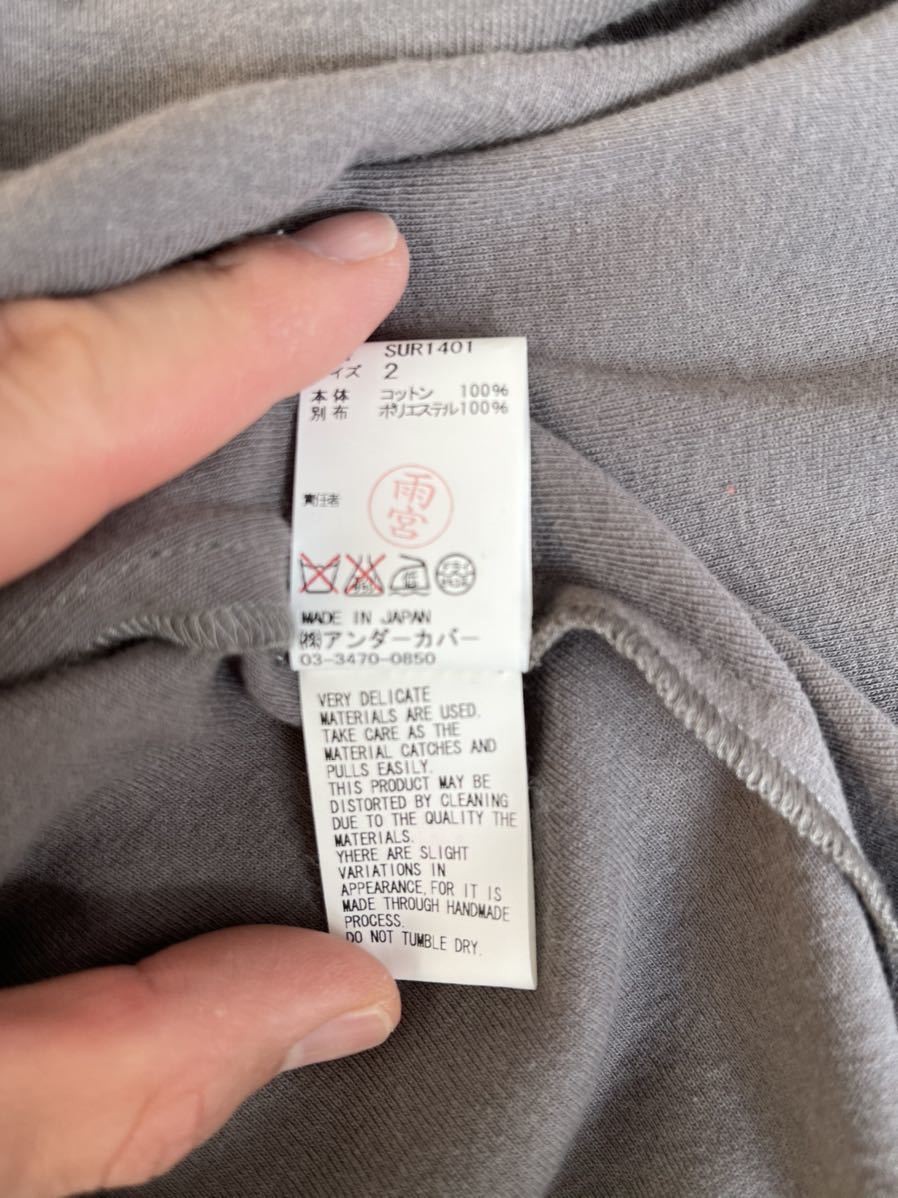 SUR1401
イズ 2
本体 コットン 100%
別布 ポリエステル100%
責任者 雨宮
低
MADE IN JAPAN
㈱アンダーカバー
03-3470-0850
VERY DELICATE
MATERIALS ARE USED.
TAKE CARE AS THE
MATERIAL CATCHES AND
PULLS EASILY.
THIS PRODUCT MAY BE
DISTORTED BY CLEANING
DUE TO THE QUALITY THE
MATERIALS.
YHERE ARE SLIGHT
VARIATIONS IN
APPEARANCE, FOR IT IS
MADE THROUGH HANDMADE
PROCESS.
DO NOT TUMBLE DRY.